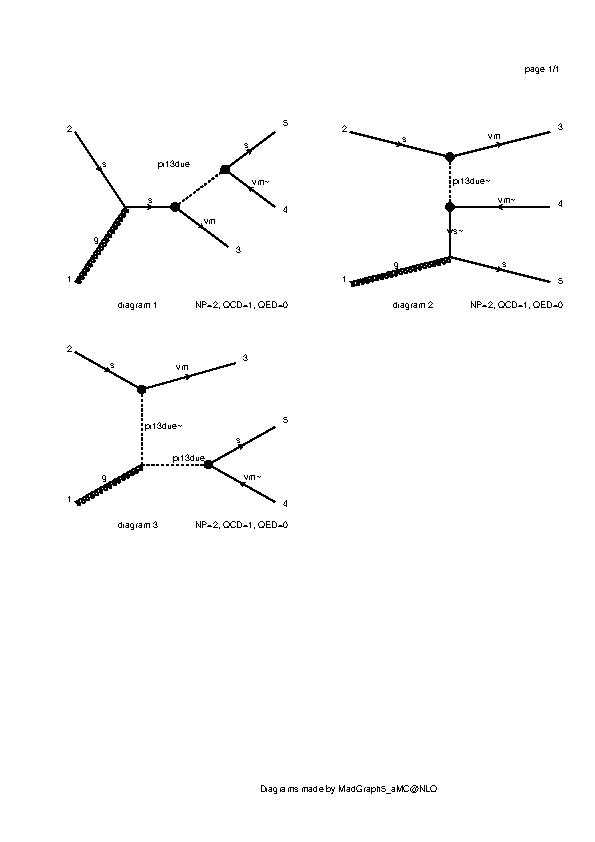 page 1/1
2
s
pi13due
s
5
s
vm~
4
g
vm
3
1
diagram 1 NP=2, QCD=1, QED=0
2
s
vm
3
pi13due~
vm~
4
s~
g
1
s
5
diagram 2 NP=2, QCD=1, QED=0
2
s
vm
3
pi13due~
5
s
pi13due
g
vm~
1
4
diagram 3 NP=2, QCD=1, QED=0
Diagrams made by MadGraph5_aMC@NLO